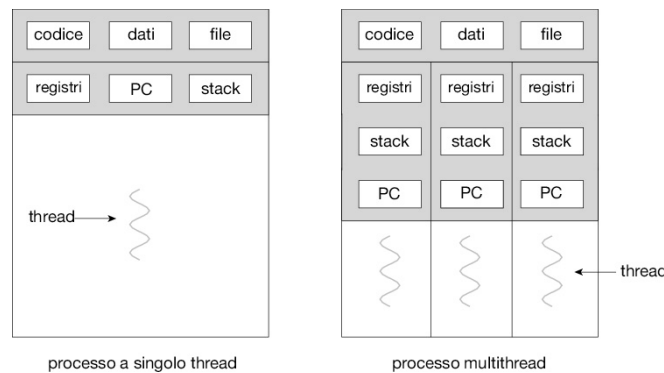 codice dati file
registri PC stack
thread
processo a singolo thread
codice dati file
registri registri registri
stack stack stack
PC PC PC
thread
processo multithread